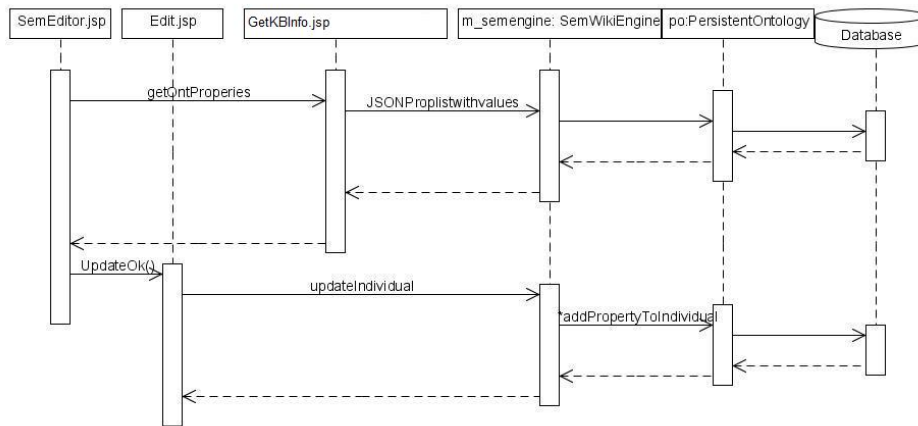 SemEditor.jsp
Edit.jsp
GetKBInfo.jsp
m_semengine: SemWikiEngine
po:PersistentOntology
Database
getOntProperies
JSONProplistwithvalues
UpdateOk()
updateIndividual
*addPropertyToIndividual